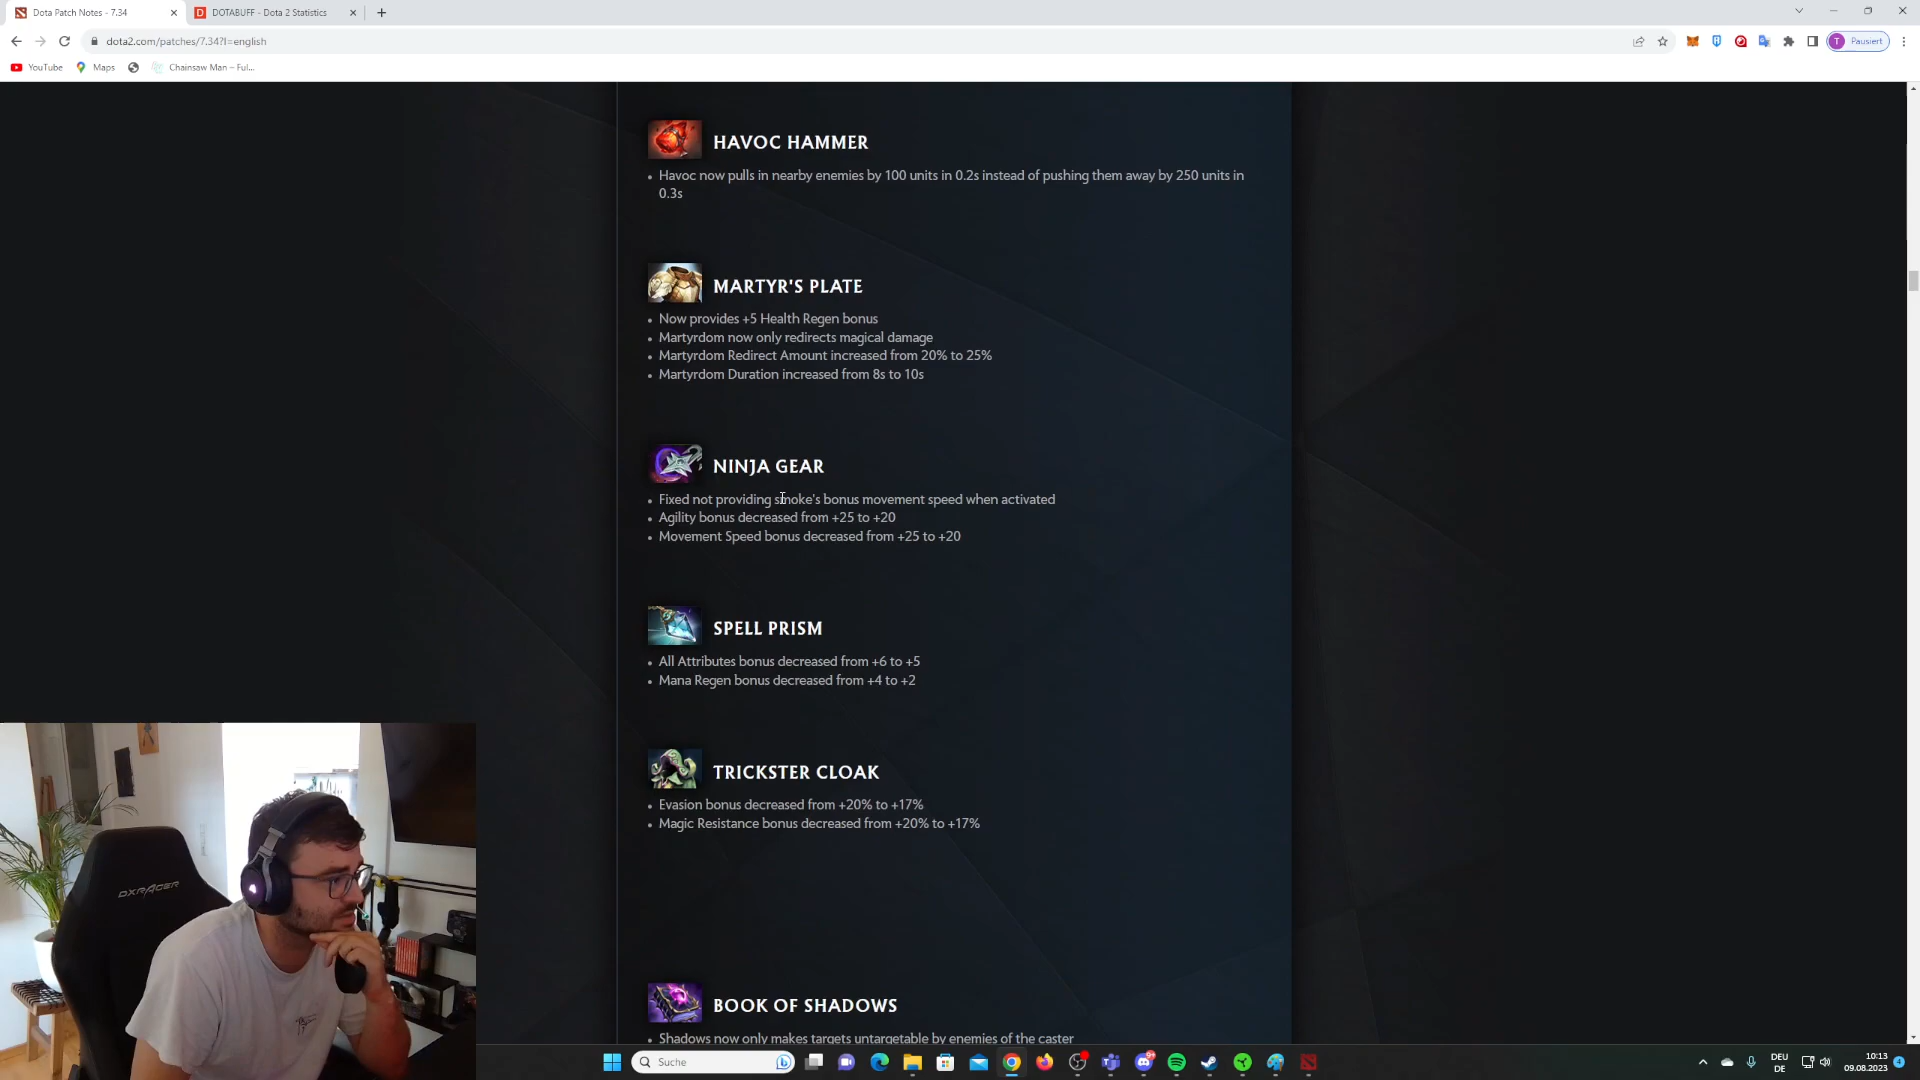 Dota Patch Notes - 7.34
DOTABUFF - Dota 2 Statistics
dota2.com/patches/7.34?l=english
Pausiert
T
YouTube
Maps
Chainsaw Man – Ful...
HAVOC HAMMER
• Havoc now pulls in nearby enemies by 100 units in 0.2s instead of pushing them away by 250 units in
0.3s
MARTYR'S PLATE
• Now provides +5 Health Regen bonus
• Martyrdom now only redirects magical damage
• Martyrdom Redirect Amount increased from 20% to 25%
• Martyrdom Duration increased from 8s to 10s
NINJA GEAR
• Fixed not providing smoke's bonus movement speed when activated
• Agility bonus decreased from +25 to +20
• Movement Speed bonus decreased from +25 to +20
SPELL PRISM
• All Attributes bonus decreased from +6 to +5
• Mana Regen bonus decreased from +4 to +2
TRICKSTER CLOAK
• Evasion bonus decreased from +20% to +17%
• Magic Resistance bonus decreased from +20% to +17%
BOOK OF SHADOWS
• Shadows now only makes targets untargetable by enemies of the caster
DXRACER
Suche
DEU
DE
10:13
09.08.2023
4